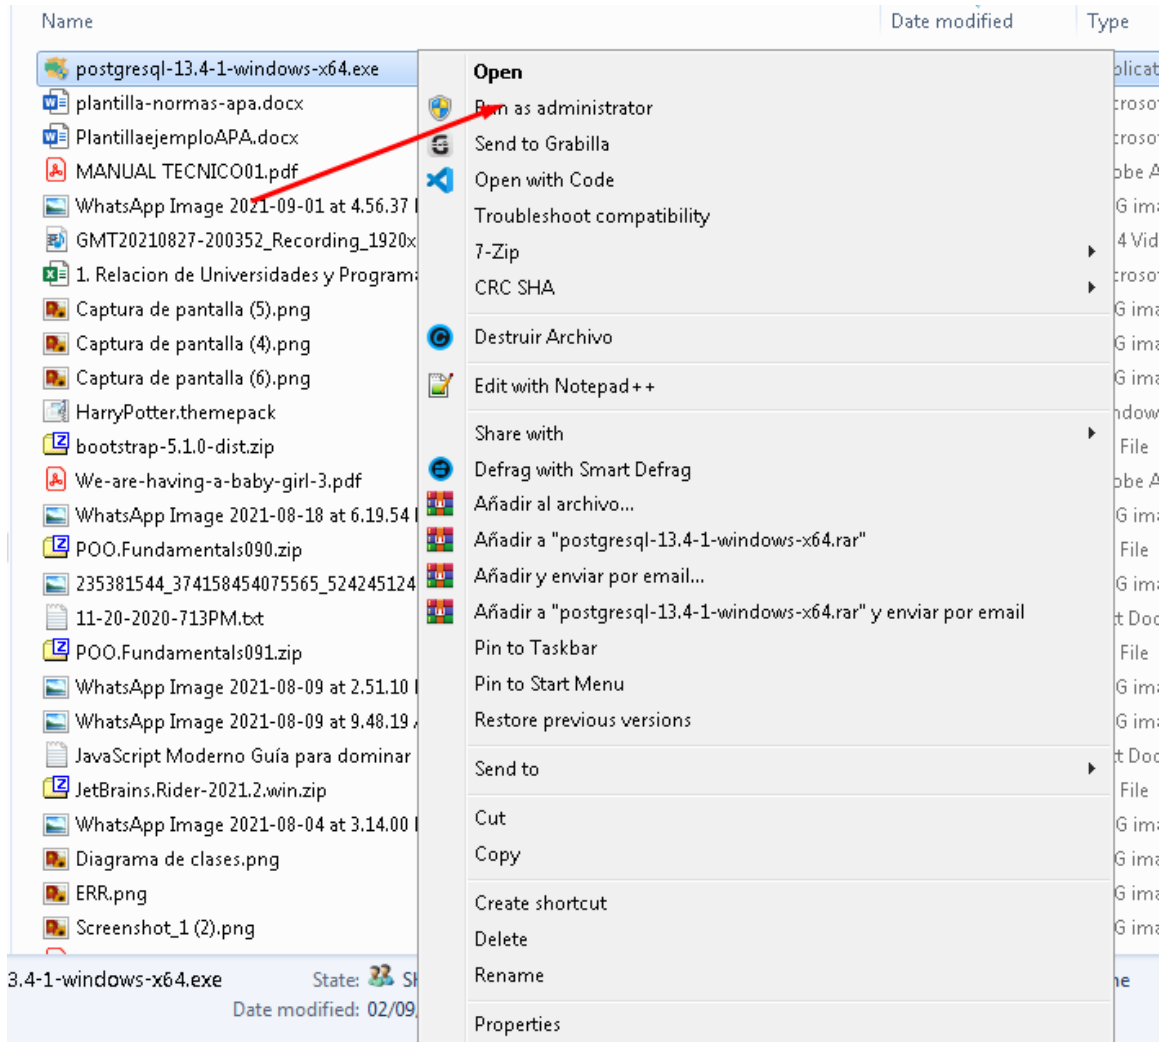 Name Date modified Type
postgresql-13.4-1-windows-x64.exe
plantilla-normas-apa.docx
PlantillaejemploAPA.docx
MANUAL TECNICO01.pdf
WhatsApp Image 2021-09-01 at 4.56.37
GMT20210827-200352_Recording_1920x
1. Relacion de Universidades y Programa
Captura de pantalla (5).png
Captura de pantalla (4).png
Captura de pantalla (6).png
HarryPotter.themepack
bootstrap-5.1.0-dist.zip
We-are-having-a-baby-girl-3.pdf
WhatsApp Image 2021-08-18 at 6.19.54
POO.Fundamentals090.zip
235381544_374158454075565_524245124
11-20-2020-713PM.txt
POO.Fundamentals091.zip
WhatsApp Image 2021-08-09 at 2.51.10
WhatsApp Image 2021-08-09 at 9.48.19
JavaScript Moderno Guía para dominar
JetBrains.Rider-2021.2.win.zip
WhatsApp Image 2021-08-04 at 3.14.00
Diagrama de clases.png
ERR.png
Screenshot_1 (2).png
Open
Run as administrator
Send to Grabilla
Open with Code
Troubleshoot compatibility
7-Zip
CRC SHA
Destruir Archivo
Edit with Notepad++
Share with
Defrag with Smart Defrag
Añadir al archivo...
Añadir a "postgresql-13.4-1-windows-x64.rar"
Añadir y enviar por email...
Añadir a "postgresql-13.4-1-windows-x64.rar" y enviar por email
Pin to Taskbar
Pin to Start Menu
Restore previous versions
Send to
Cut
Copy
Create shortcut
Delete
Rename
Properties
File
File
File
File
3.4-1-windows-x64.exe State:
Date modified: 02/09